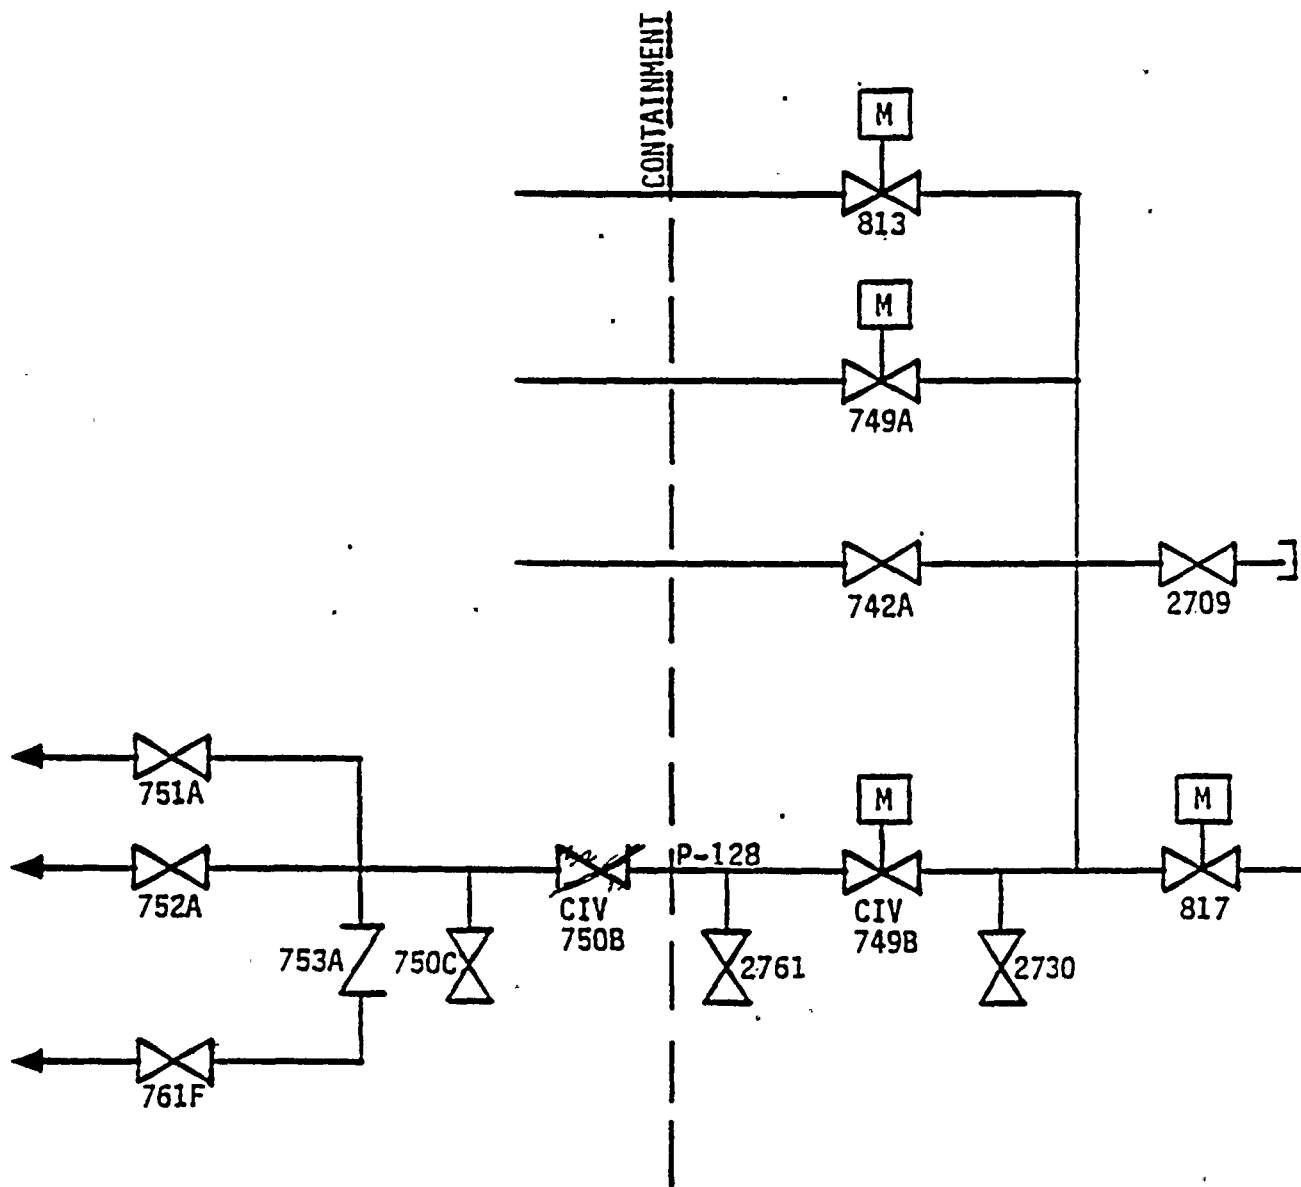 CONTAINMENT
M
813
M
749A
742A
2709
751A
M
M
P-128
752A
CIV
750B
CIV
749B
817
753A
750C
2761
2730
761F